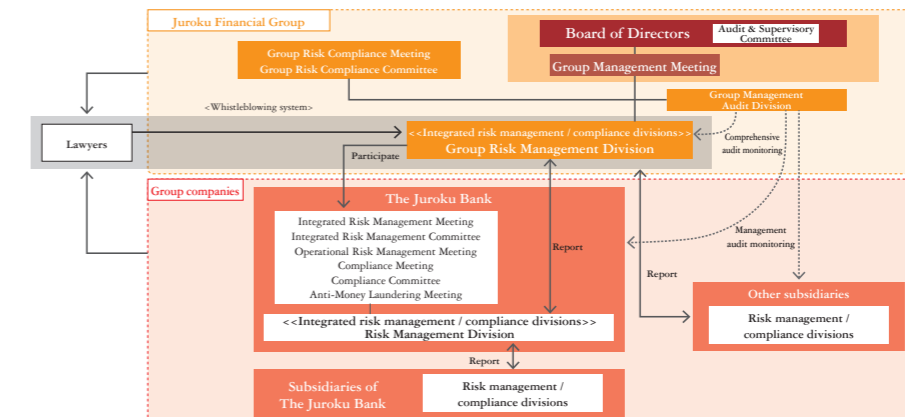 Juroku Financial Group
Board of Directors
Audit & Supervisory
Committee
Group Risk Compliance Meeting
Group Risk Compliance Committee
Group Management Meeting
Group Management
Audit Division
<Whistleblowing system>
Lawyers
<<Integrated risk management / compliance divisions>>
Group Risk Management Division
Comprehensive
audit monitoring
Participate
Group companies
The Juroku Bank
Integrated Risk Management Meeting
Integrated Risk Management Committee
Operational Risk Management Meeting
Compliance Meeting
Compliance Committee
Anti-Money Laundering Meeting
Report
Management
audit monitoring
Report
<<Integrated risk management / compliance divisions>>
Risk Management Division
Other subsidiaries
Risk management /
compliance divisions
Report
Subsidiaries of
The Juroku Bank
Risk management /
compliance divisions